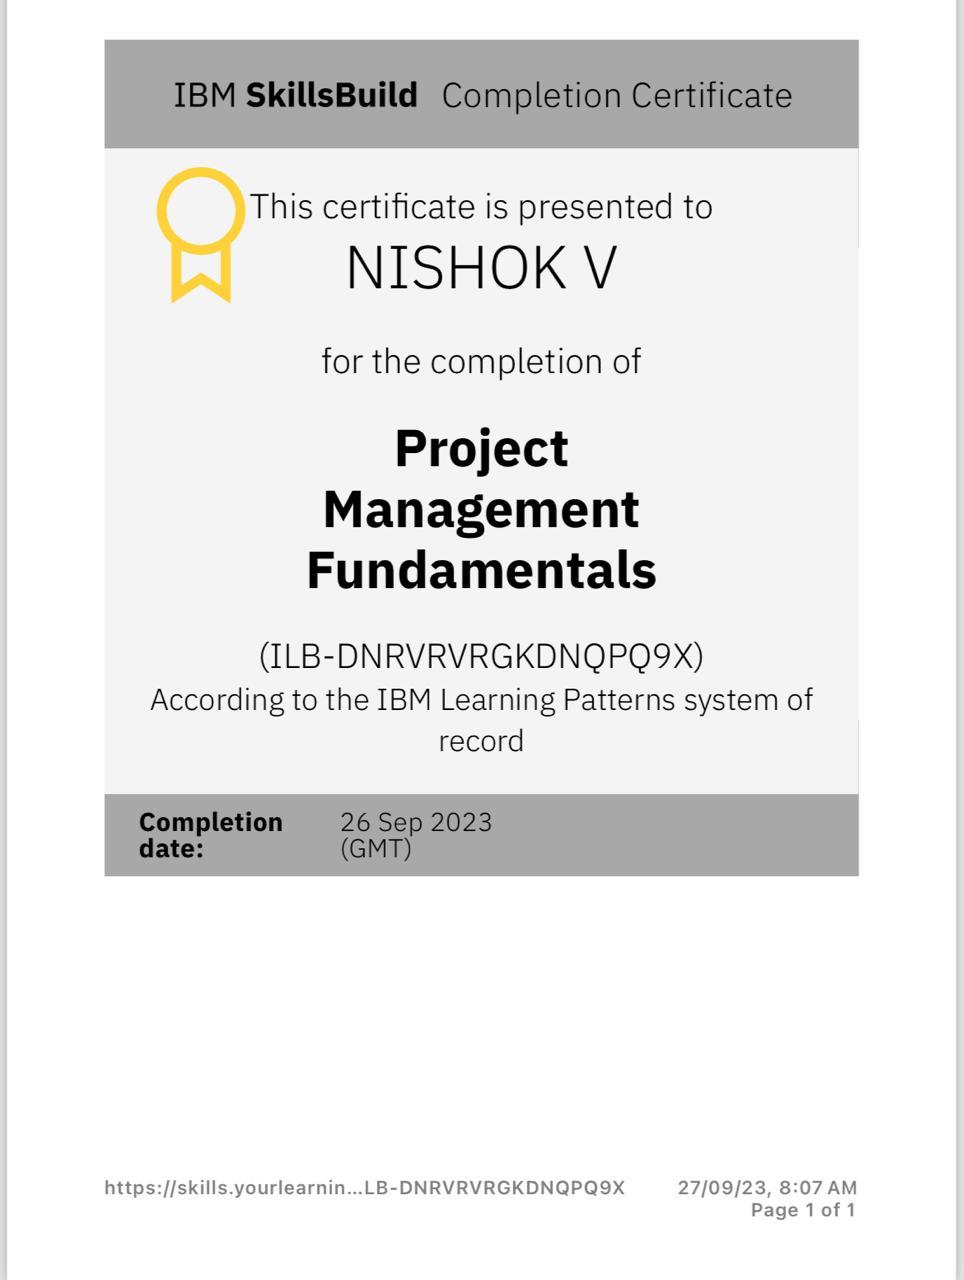 IBM SkillsBuild Completion Certificate
This certificate is presented to
NISHOK V
for the completion of
Project
Management
Fundamentals
(ILB-DNRVRVRGKDNQPQ9X)
According to the IBM Learning Patterns system of
record
Completion
date:
26 Sep 2023
(GMT)
https://skills.yourlearnin...LB-DNRVRVRGKDNQPQ9X
27/09/23, 8:07 AM
Page 1 of 1